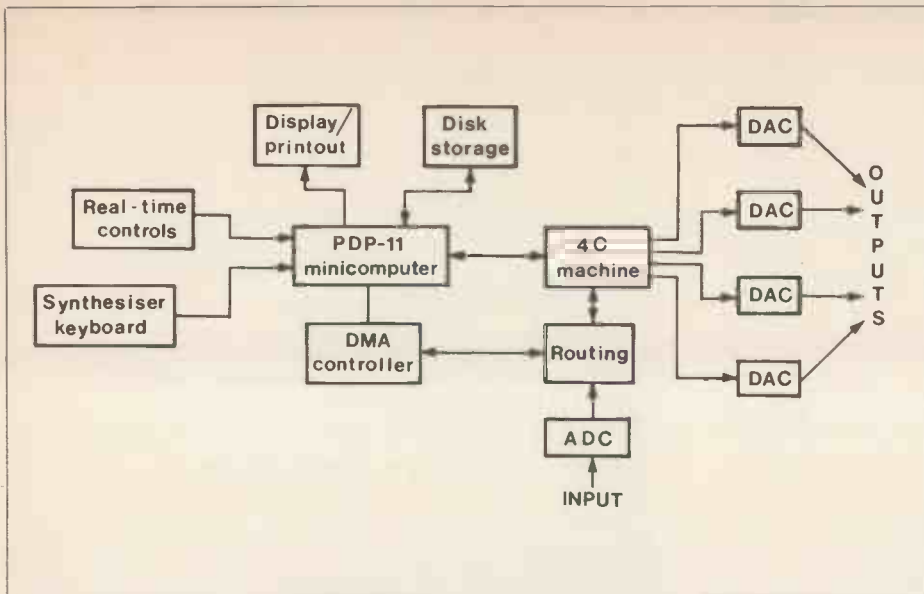 Display/
printout
Disk
storage
DAC
Real-time
controls
PDP-11
minicomputer
4C
machine
DAC
OUTPUTS
Synthesiser
keyboard
DMA
controller
Routing
DAC
DAC
ADC
INPUT